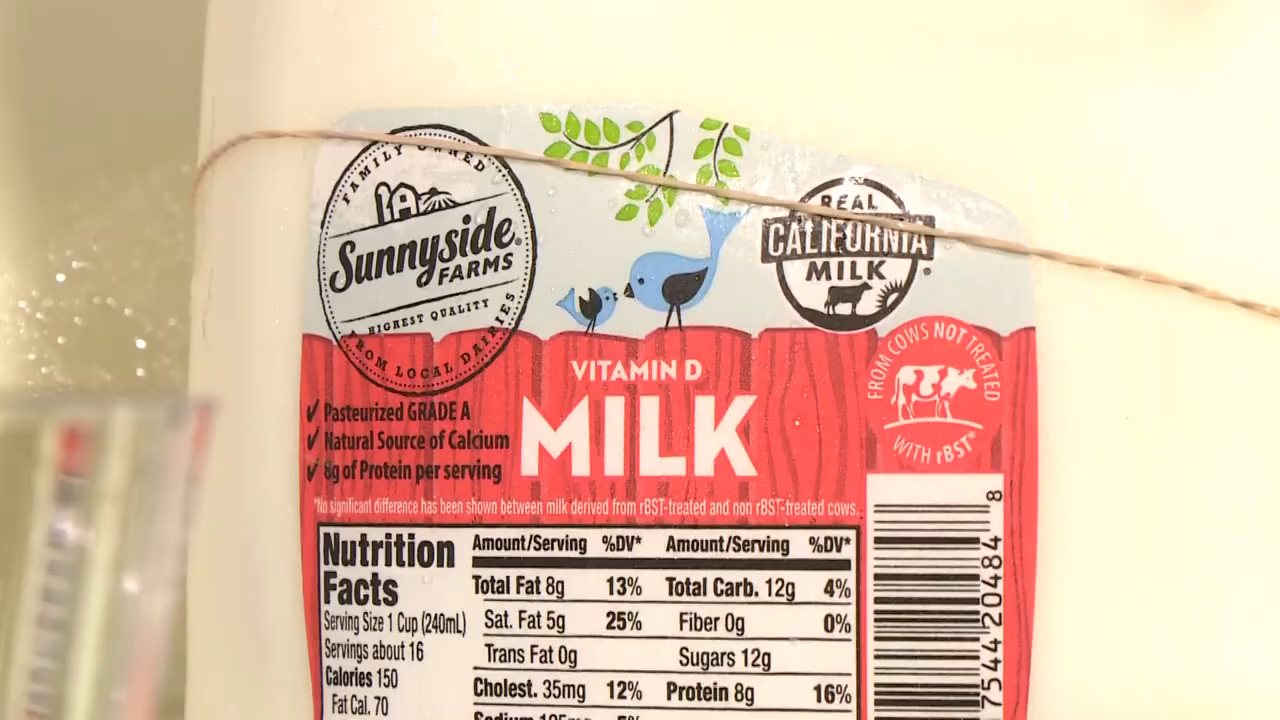 FAMILY OWNED
Sunnyside
FARMS
HIGHEST QUALITY
FROM LOCAL DAIRIES
REAL
CALIFORNIA
MILK
FROM COWS NOT TREATED
WITH rBST*
VITAMIN D
MILK
✓ Pasteurized GRADE A
✓ Natural Source of Calcium
✓ 8g of Protein per serving
*No significant difference has been shown between milk derived from rBST-treated and non rBST-treated cows.
Nutrition
Facts
Serving Size 1 Cup (240mL)
Servings about 16
Calories 150
Fat Cal. 70
Amount/Serving %DV* Amount/Serving %DV*
Total Fat 8g 13% Total Carb. 12g 4%
Sat. Fat 5g 25% Fiber 0g 0%
Trans Fat 0g Sugars 12g
Cholest. 35mg 12% Protein 8g 16%
75544 20484 8